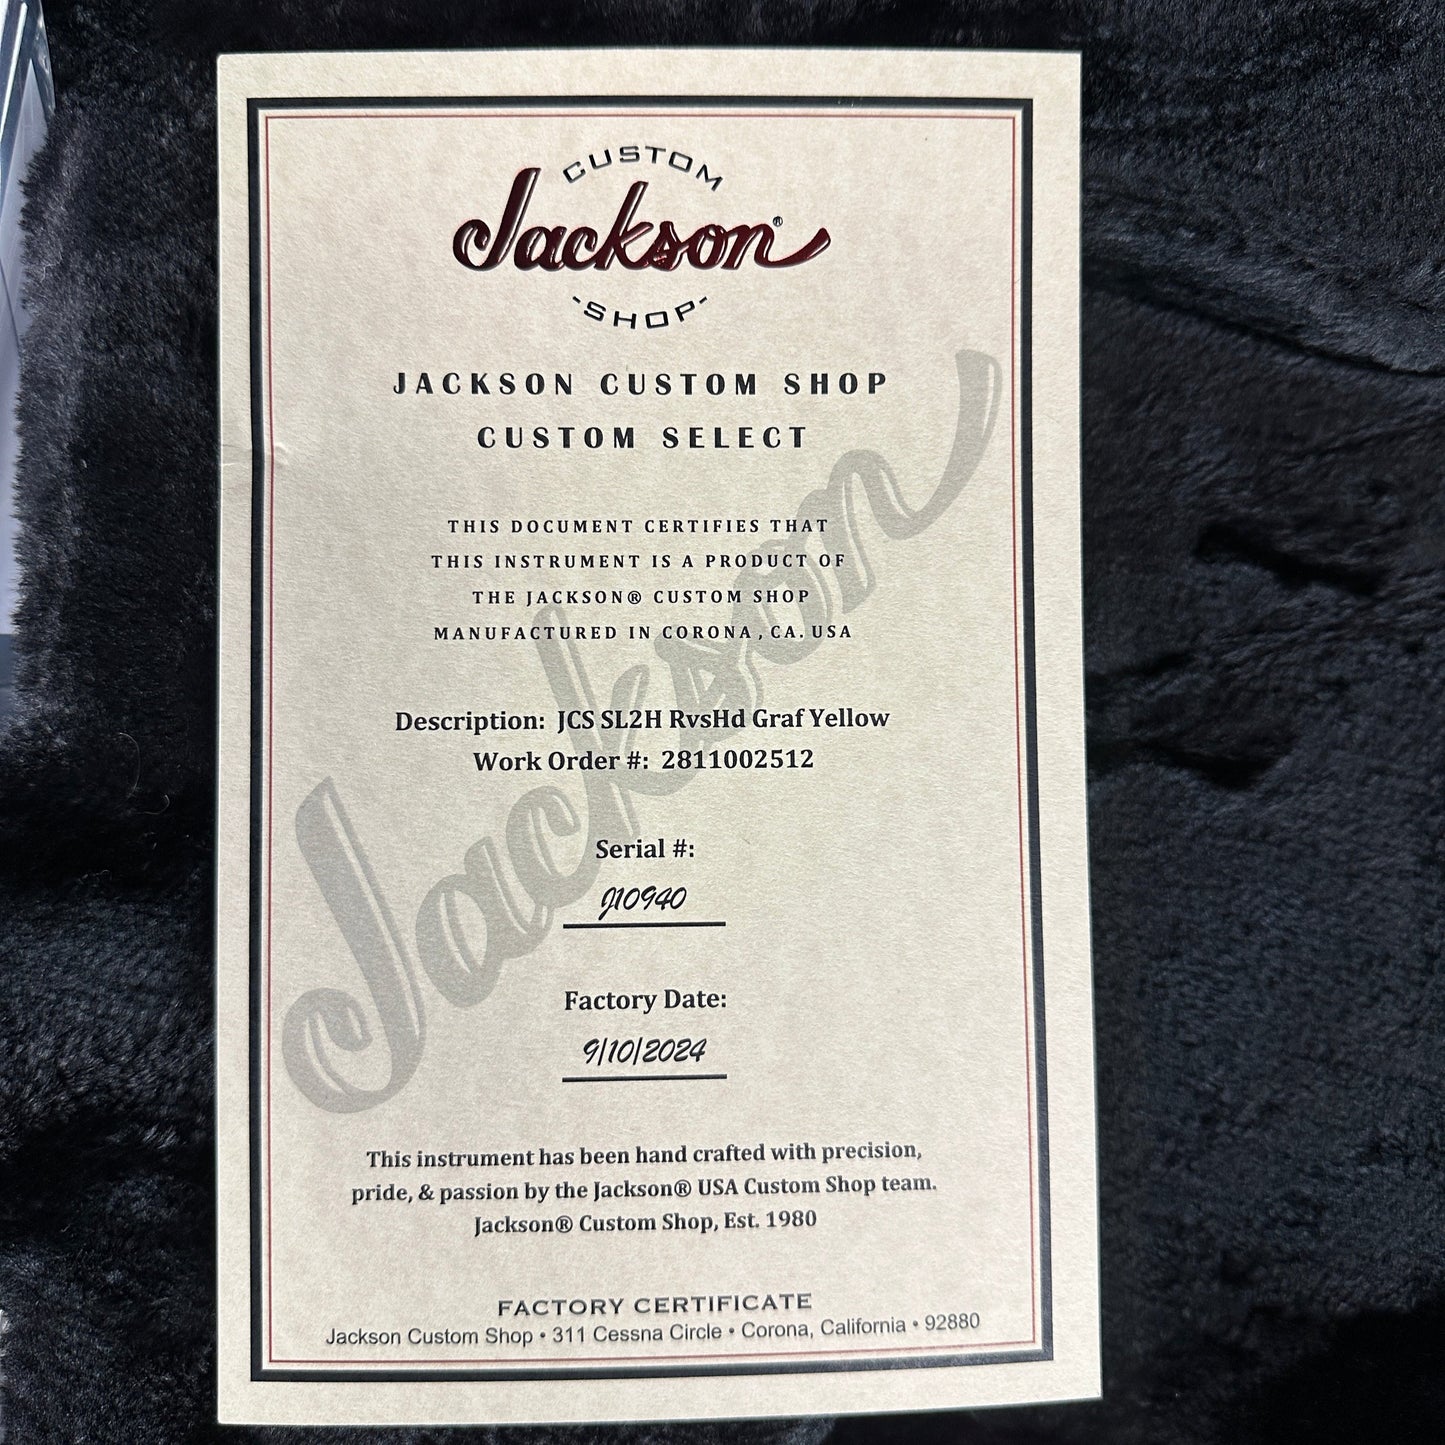 CUSTOM
Jackson®
-SHOP-
JACKSON CUSTOM SHOP
CUSTOM SELECT
THIS DOCUMENT CERTIFIES THAT
THIS INSTRUMENT IS A PRODUCT OF
THE JACKSON® CUSTOM SHOP
MANUFACTURED IN CORONA, CA. USA
Jackson
Description: JCS SL2H RvsHd Graf Yellow
Work Order #: 2811002512
Serial #:
J10940
Factory Date:
9/10/2024
This instrument has been hand crafted with precision,
pride, & passion by the Jackson® USA Custom Shop team.
Jackson® Custom Shop, Est. 1980
FACTORY CERTIFICATE
Jackson Custom Shop • 311 Cessna Circle • Corona, California • 92880